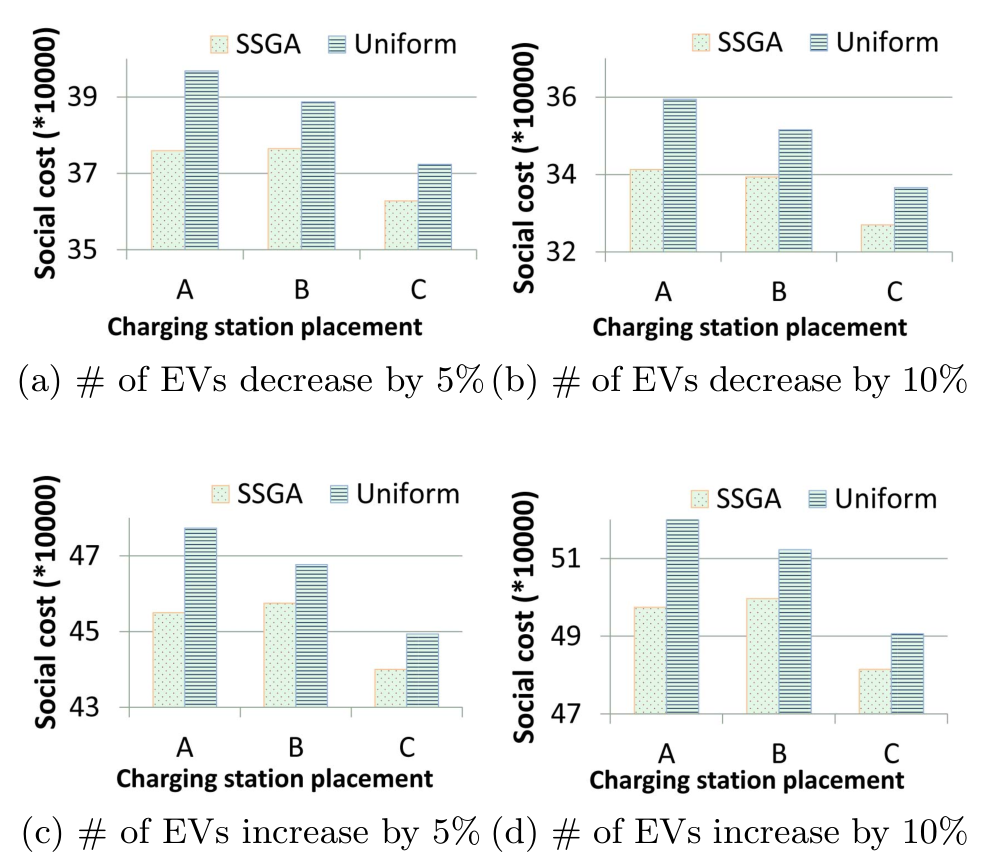 SSGA Uniform
Social cost (*10000)
39
37
35
A B C
Charging station placement
(a) # of EVs decrease by 5%
SSGA Uniform
Social cost (*10000)
36
34
32
A B C
Charging station placement
(b) # of EVs decrease by 10%
SSGA Uniform
Social cost (*10000)
47
45
43
A B C
Charging station placement
(c) # of EVs increase by 5%
SSGA Uniform
Social cost (*10000)
51
49
47
A B C
Charging station placement
(d) # of EVs increase by 10%